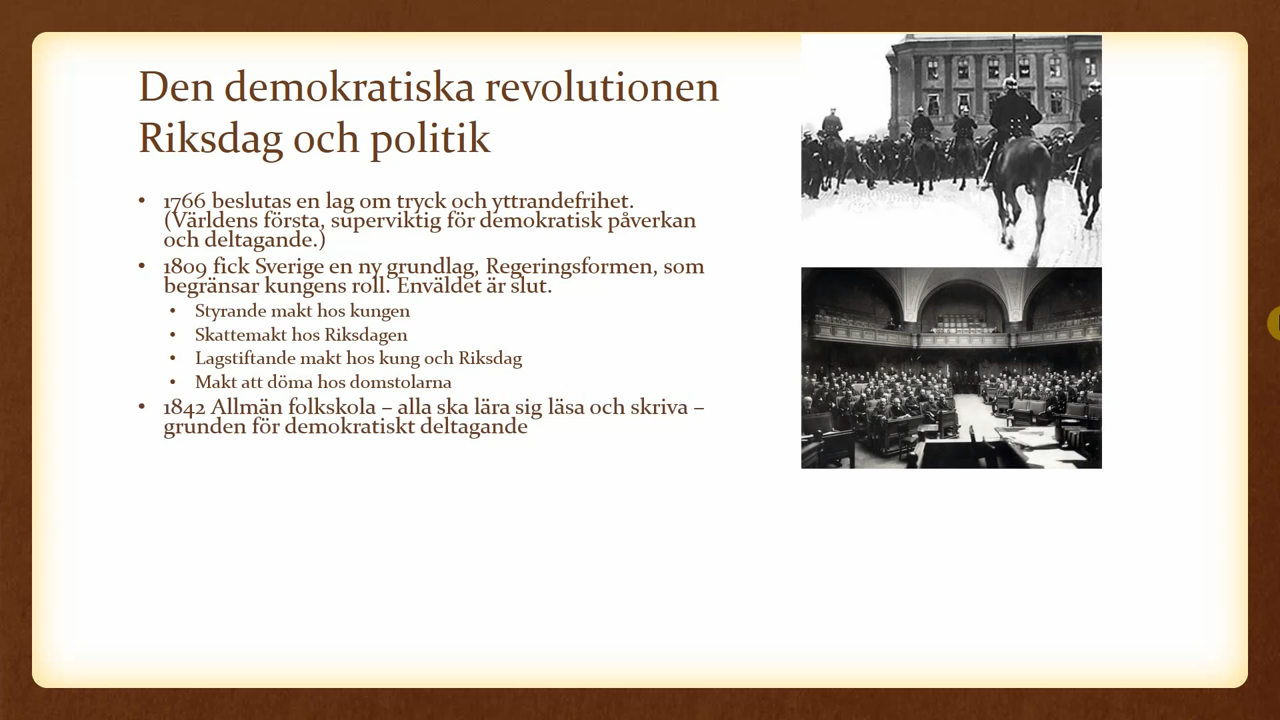 Den demokratiska revolutionen
Riksdag och politik
• 1766 beslutas en lag om tryck och yttrandefrihet.
(Världens första, superviktig för demokratisk påverkan
och deltagande.)
• 1809 fick Sverige en ny grundlag, Regeringsformen, som
begränsar kungens roll. Enväldet är slut.
• Styrande makt hos kungen
• Skattemakt hos Riksdagen
• Lagstiftande makt hos kung och Riksdag
• Makt att döma hos domstolarna
• 1842 Allmän folkskola – alla ska lära sig läsa och skriva –
grunden för demokratiskt deltagande